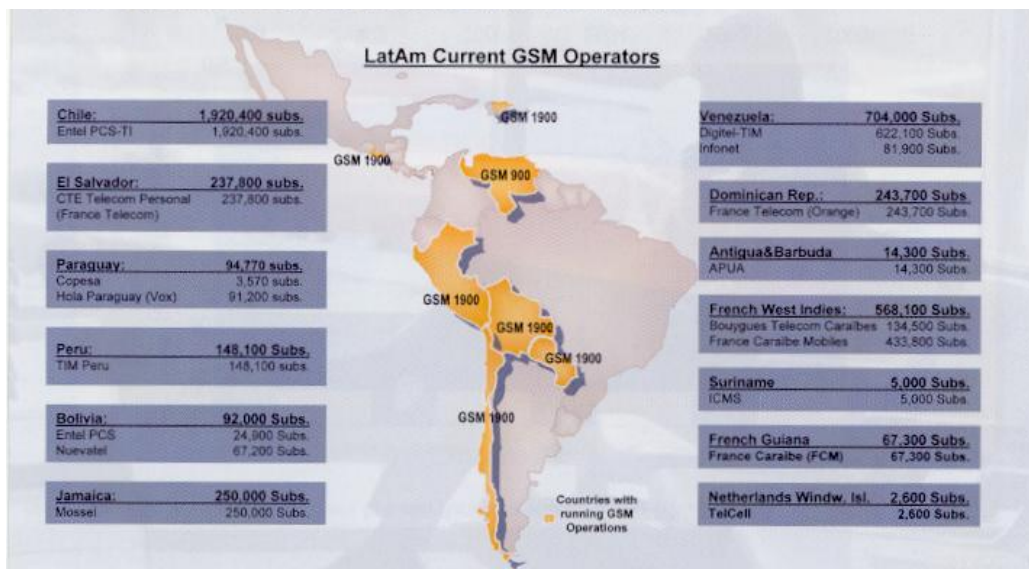 LatAm Current GSM Operators
Chile: 1,920,400 subs.
Entel PCS-TI 1,920,400 subs.
El Salvador: 237,800 subs.
CTE Telecom Personal 237,800 subs.
(France Telecom)
Paraguay: 94,770 subs.
Copesa 3,570 subs.
Hola Paraguay (Vox) 91,200 subs.
Peru: 148,100 Subs.
TIM Peru 148,100 subs.
Bolivia: 92,000 Subs.
Entel PCS 24,900 Subs.
Nuevatel 67,200 Subs.
Jamaica: 250,000 Subs.
Mossel 250,000 Subs.
GSM 1900
GSM 1900
GSM 900
GSM 1900
GSM 1900
GSM 1900
GSM 1900
Countries with
running GSM
Operations
Venezuela: 704,000 Subs.
Digitel-TIM 622,100 Subs.
Infonet 81,900 Subs.
Dominican Rep.: 243,700 Subs
France Telecom (Orange) 243,700 Subs.
Antigua&Barbuda 14,300 Subs.
APUA 14,300 Subs.
French West Indies: 568,100 Subs.
Bouygues Telecom Caraïbes 134,500 Subs.
France Caraibe Mobiles 433,800 Subs.
Suriname 5,000 Subs.
ICMS 5,000 Subs.
French Guiana 67,300 Subs.
France Caraibe (FCM) 67,300 Subs.
Netherlands Windw. Isl. 2,600 Subs.
TelCell 2,600 Subs.